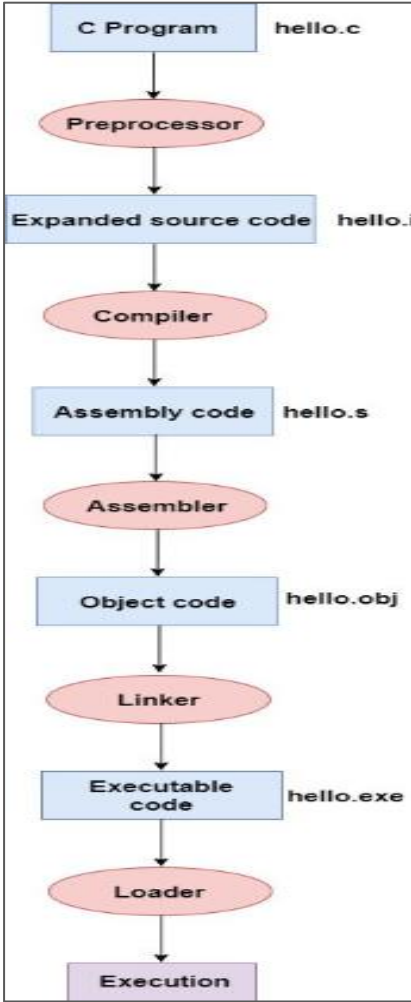 C Program hello.c
Preprocessor
Expanded source code hello.i
Compiler
Assembly code hello.s
Assembler
Object code hello.obj
Linker
Executable
code hello.exe
Loader
Execution